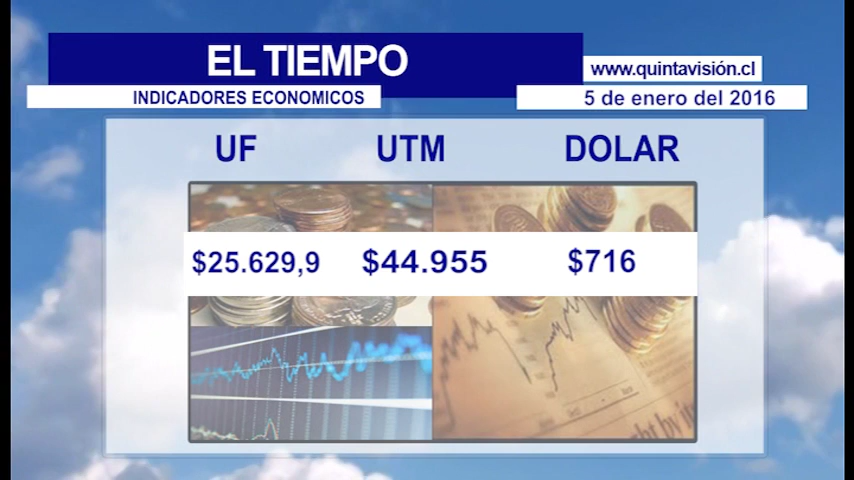 EL TIEMPO
www.quintavisión.cl
INDICADORES ECONOMICOS
5 de enero del 2016
UF UTM DOLAR
$25.629,9 $44.955 $716